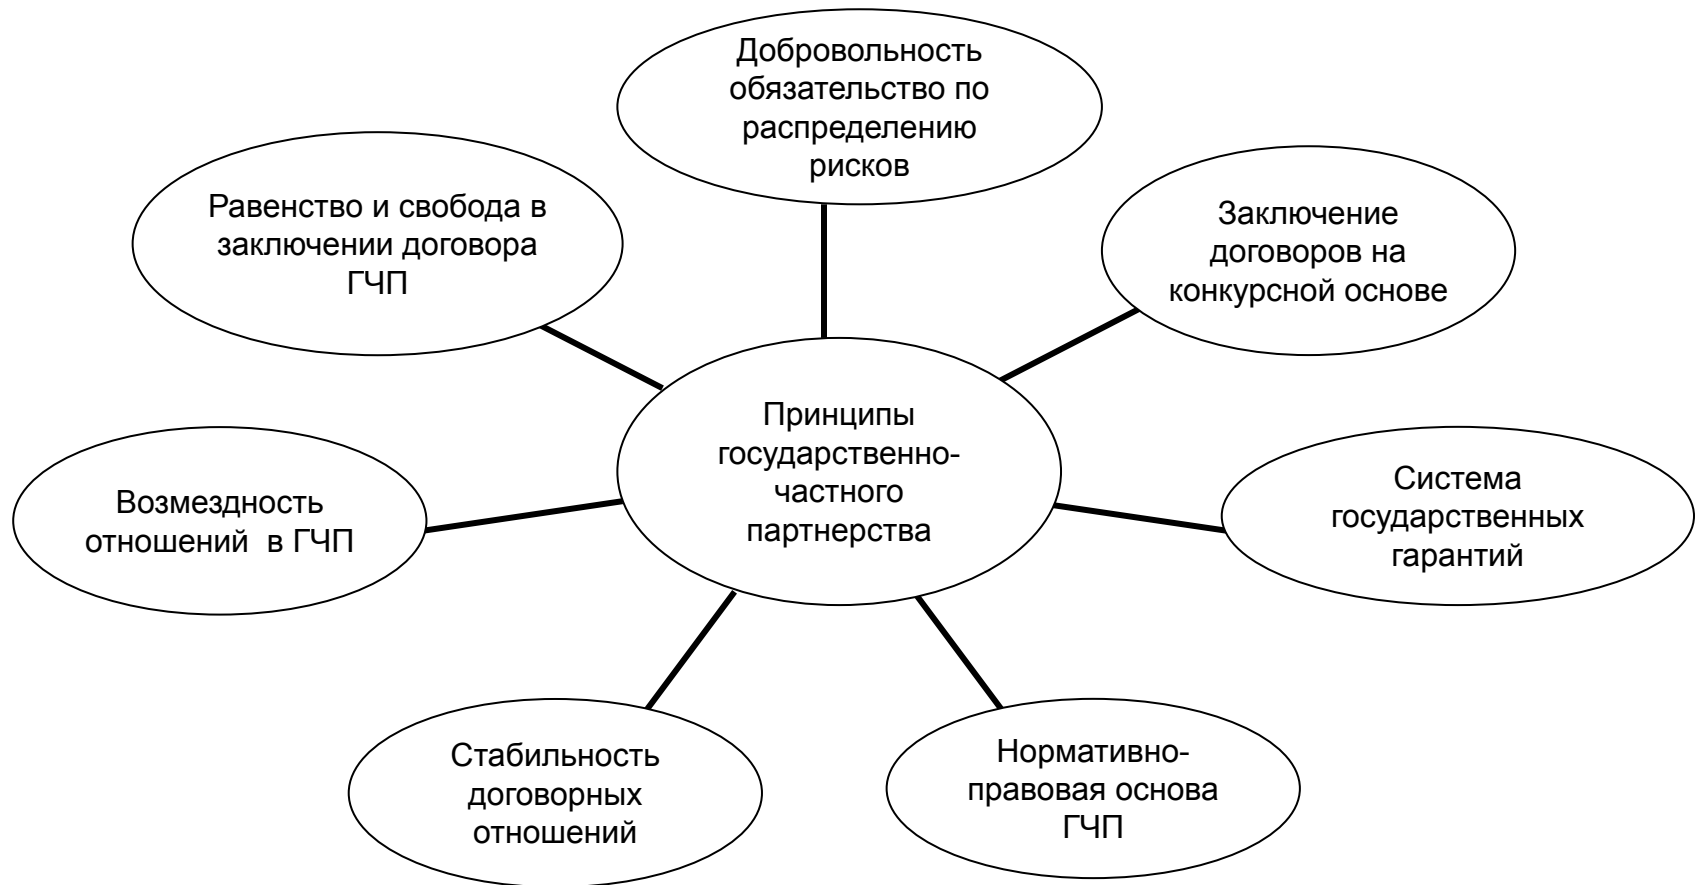 Добровольность
обязательство по
распределению
рисков
Равенство и свобода в
заключении договора
ГЧП
Заключение
договоров на
конкурсной основе
Принципы
государственно-
частного
партнерства
Возмездность
отношений в ГЧП
Система
государственных
гарантий
Стабильность
договорных
отношений
Нормативно-
правовая основа
ГЧП